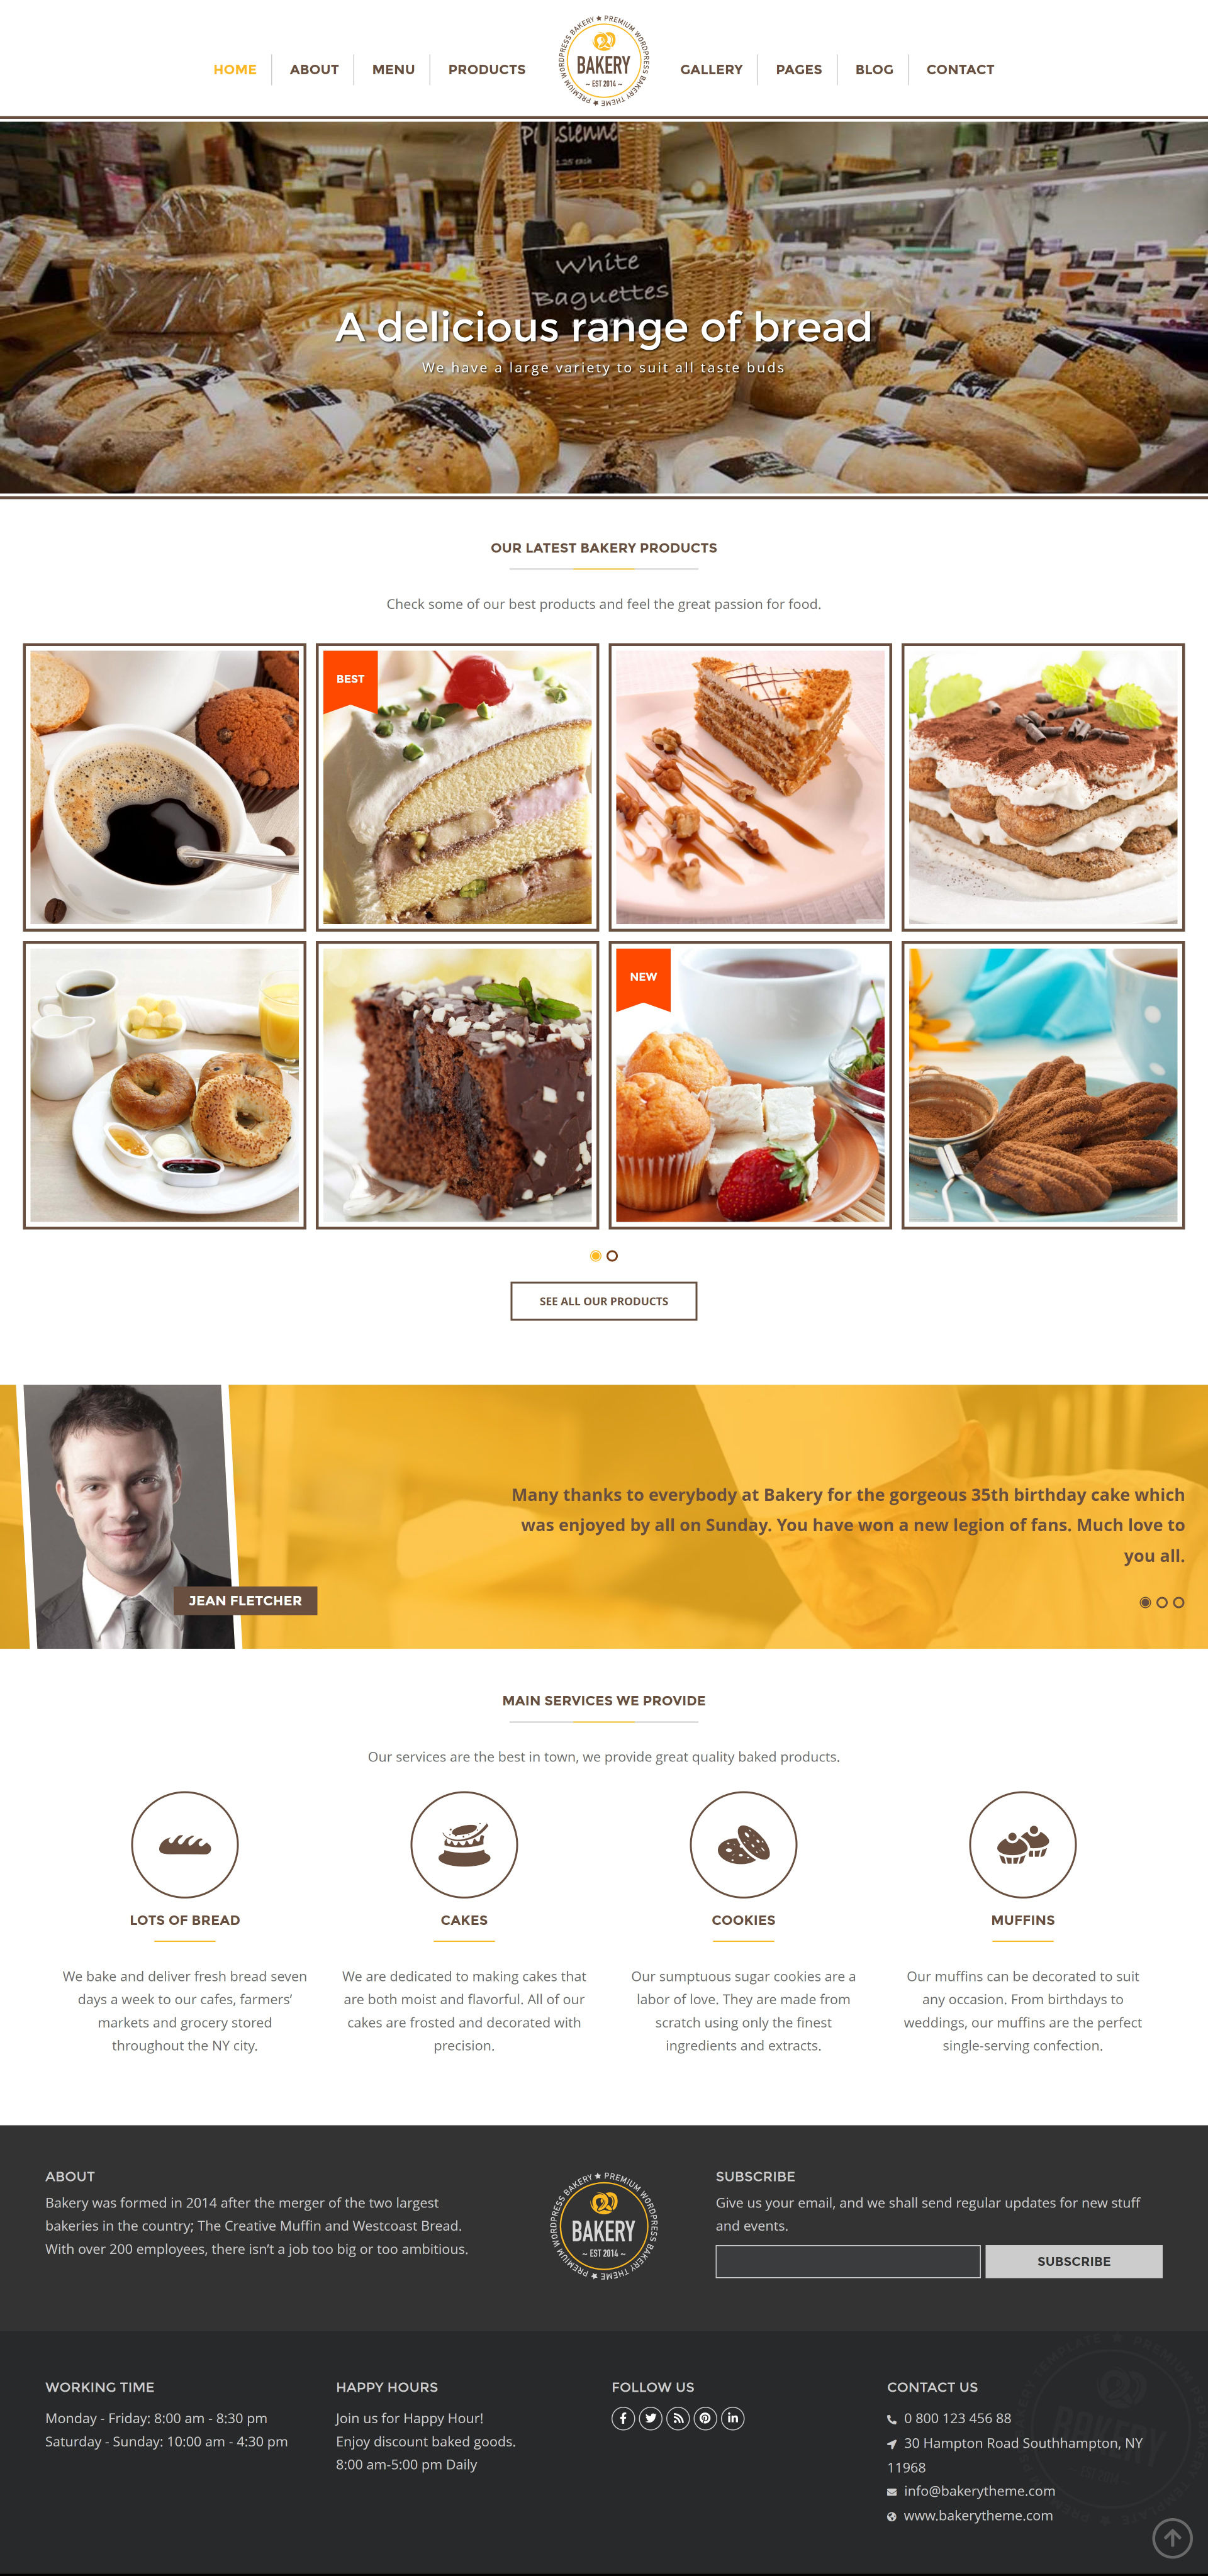 HOME
ABOUT
MENU
PRODUCTS
PREMIUM WORDPRESS BAKERY THEME ★ PREMIUM WORDPRESS BAKERY ★
BAKERY
~ EST 2014 ~
GALLERY
PAGES
BLOG
CONTACT
sienne
1.25 each
White
Baguettes
A delicious range of bread
We have a large variety to suit all taste buds
OUR LATEST BAKERY PRODUCTS
Check some of our best products and feel the great passion for food.
BEST
NEW
SEE ALL OUR PRODUCTS
Many thanks to everybody at Bakery for the gorgeous 35th birthday cake which
was enjoyed by all on Sunday. You have won a new legion of fans. Much love to
you all.
JEAN FLETCHER
MAIN SERVICES WE PROVIDE
Our services are the best in town, we provide great quality baked products.
LOTS OF BREAD
We bake and deliver fresh bread seven
days a week to our cafes, farmers’
markets and grocery stored
throughout the NY city.
CAKES
We are dedicated to making cakes that
are both moist and flavorful. All of our
cakes are frosted and decorated with
precision.
COOKIES
Our sumptuous sugar cookies are a
labor of love. They are made from
scratch using only the finest
ingredients and extracts.
MUFFINS
Our muffins can be decorated to suit
any occasion. From birthdays to
weddings, our muffins are the perfect
single-serving confection.
ABOUT
Bakery was formed in 2014 after the merger of the two largest
bakeries in the country; The Creative Muffin and Westcoast Bread.
With over 200 employees, there isn’t a job too big or too ambitious.
PREMIUM WORDPRESS BAKERY THEME ★ PREMIUM WORDPRESS BAKERY ★
BAKERY
~ EST 2014 ~
SUBSCRIBE
Give us your email, and we shall send regular updates for new stuff
and events.
SUBSCRIBE
WORKING TIME
Monday - Friday: 8:00 am - 8:30 pm
Saturday - Sunday: 10:00 am - 4:30 pm
HAPPY HOURS
Join us for Happy Hour!
Enjoy discount baked goods.
8:00 am-5:00 pm Daily
FOLLOW US
CONTACT US
0 800 123 456 88
30 Hampton Road Southhampton, NY
11968
info@bakerytheme.com
www.bakerytheme.com
BAKERY